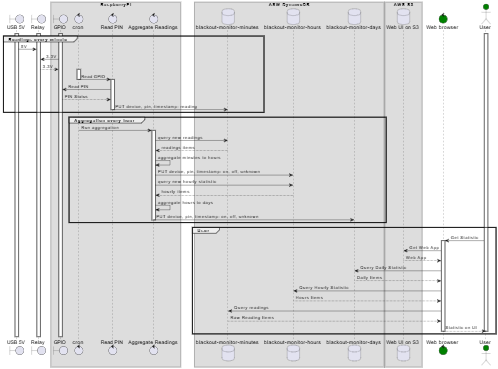 RaspberryPI
AWS DynamoDB
AWS S3
USB 5V
Relay
GPIO
cron
Read PIN
Aggregate Readings
blackout-monitor-minutes
blackout-monitor-hours
blackout-monitor-days
Web UI on S3
Web browser
User
Readings every minute
5V
3.3V
3.3V
Read GPIO
Read PIN
PIN States
PUT device, pin, timestamp, reading
Aggregation every hour
Run aggregation
query new readings
readings items
aggregate minutes to hours
PUT device, pin, timestamp, on, off, unknown
query new hourly statistic
hourly items
aggregate hours to days
PUT device, pin, timestamp, on, off, unknown
Get Statistic
Get Web App
Web App
Query Daily Statistic
Daily Items
Query Hourly Statistic
Hours Items
Query readings
Raw Reading Items
Statistic on UI
USB 5V
Relay
GPIO
cron
Read PIN
Aggregate Readings
blackout-monitor-minutes
blackout-monitor-hours
blackout-monitor-days
Web UI on S3
Web browser
User